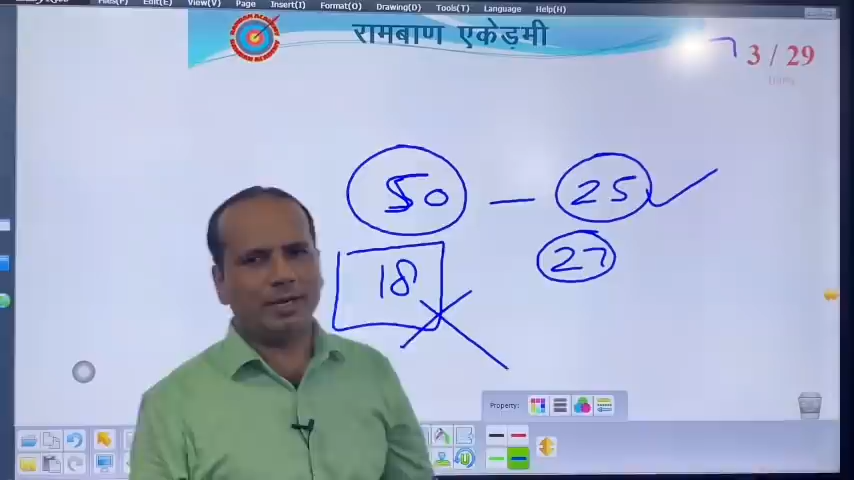 File(F) Edit(E) View(V) Page Insert(I) Format(O) Drawing(D) Tools(T) Language Help(H)
रामबाण एकेड़मी
3 / 29
50 - 25
27
18
Property: